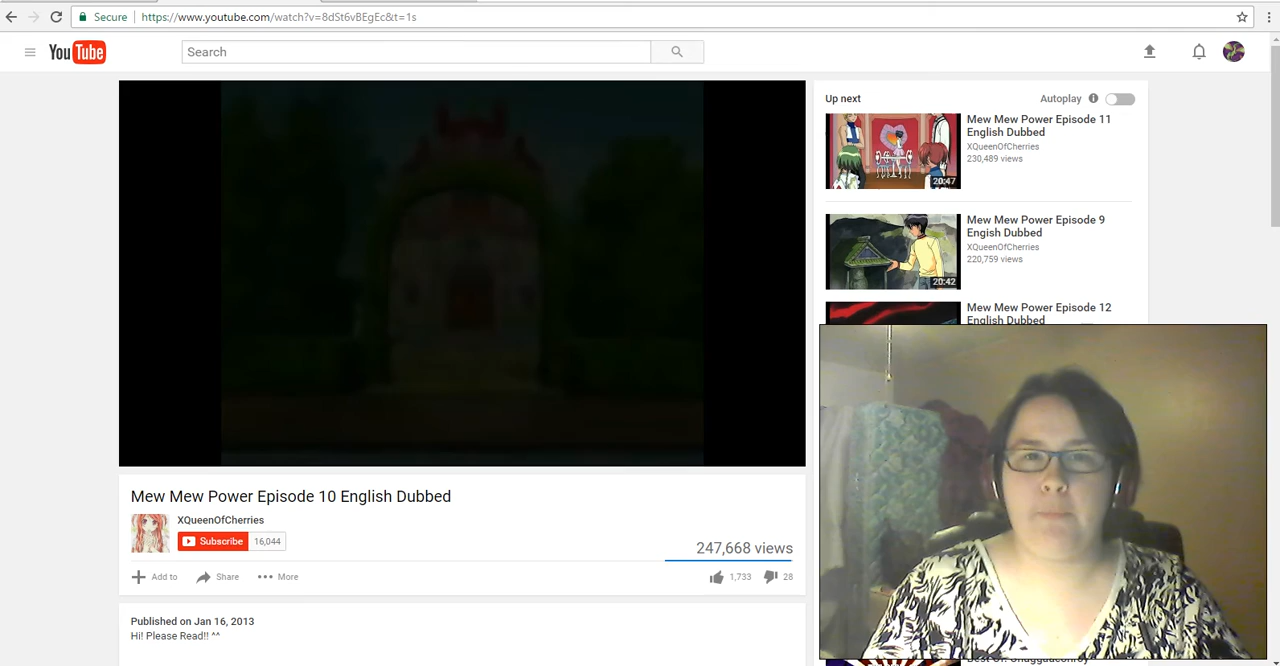 Secure https://www.youtube.com/watch?v=8dSt6vBEgEc&t=1s
YouTube
Search
Up next
Autoplay
Mew Mew Power Episode 11
English Dubbed
XQueenOfCherries
230,489 views
20:47
Mew Mew Power Episode 9
Engish Dubbed
XQueenOfCherries
220,759 views
20:42
Mew Mew Power Episode 12
English Dubbed
Mew Mew Power Episode 10 English Dubbed
XQueenOfCherries
Subscribe 16,044
247,668 views
Add to Share More
1,733 28
Published on Jan 16, 2013
Hi! Please Read!! ^^